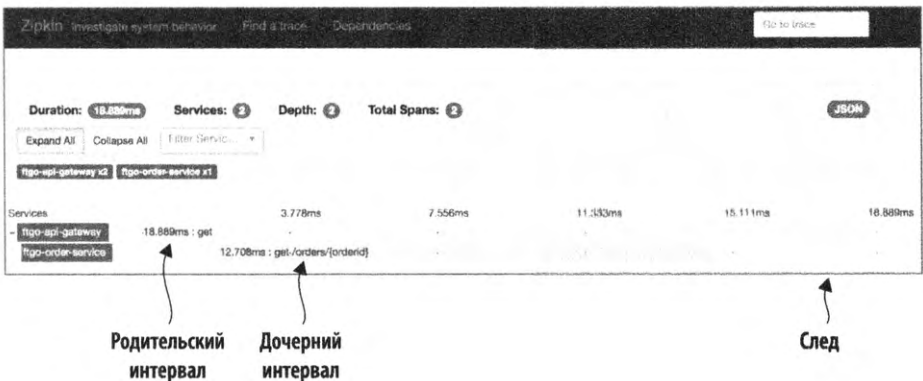 Zipkin Investigate system behavior Find a trace Dependencies Go to trace
Duration: 18.889ms Services: 2 Depth: 2 Total Spans: 2 JSON
Expand All Collapse All Filter Servic...
ftgo-api-gateway x2 ftgo-order-service x1
Services 3.778ms 7.556ms 11.333ms 15.111ms 18.889ms
- ftgo-api-gateway 18.889ms : get
ftgo-order-service 12.708ms : get-/orders/{orderid}
Родительский интервал
Дочерний интервал
След